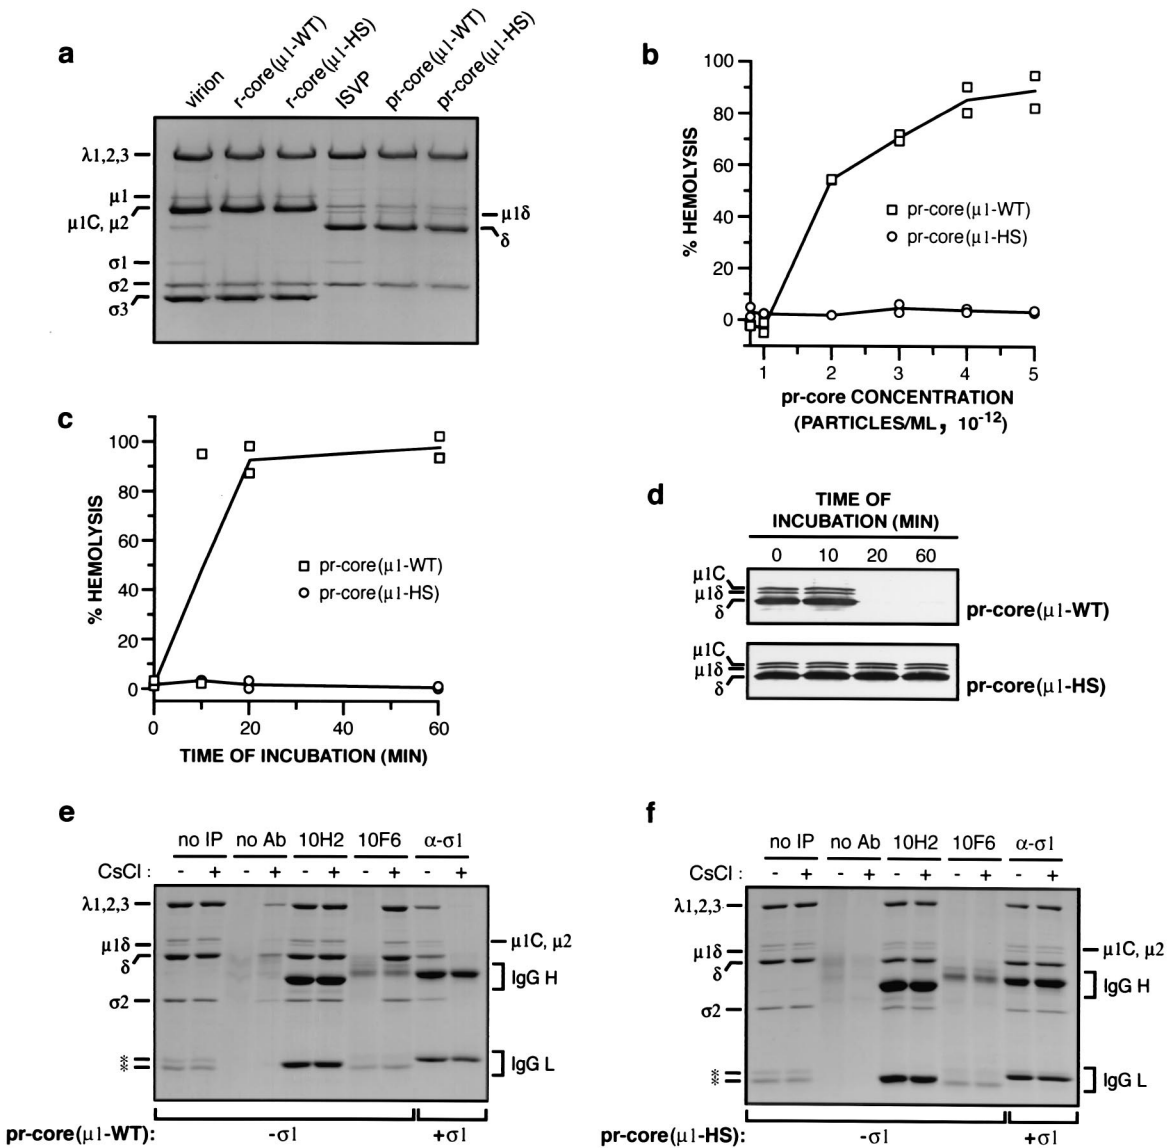 a
virion
r-core(μ1-WT)
r-core(μ1-HS)
ISVP
pr-core(μ1-WT)
pr-core(μ1-HS)
λ1,2,3
μ1
μ1C, μ2
σ1
σ2
σ3
μ1δ
δ
b
% HEMOLYSIS
100
80
60
40
20
0
pr-core(μ1-WT)
pr-core(μ1-HS)
1 2 3 4 5
pr-core CONCENTRATION
(PARTICLES/ML, 10⁻¹²)
c
% HEMOLYSIS
100
80
60
40
20
0
pr-core(μ1-WT)
pr-core(μ1-HS)
0 20 40 60
TIME OF INCUBATION (MIN)
d
TIME OF
INCUBATION (MIN)
0 10 20 60
μ1C
μ1δ
δ
pr-core(μ1-WT)
μ1C
μ1δ
δ
pr-core(μ1-HS)
e
no IP no Ab 10H2 10F6 α-σ1
CsCl : - + - + - + - + - +
λ1,2,3
μ1δ
δ
σ2
*
*
μ1C, μ2
IgG H
IgG L
pr-core(μ1-WT): -σ1 +σ1
f
no IP no Ab 10H2 10F6 α-σ1
CsCl : - + - + - + - + - +
λ1,2,3
μ1δ
δ
σ2
*
*
μ1C, μ2
IgG H
IgG L
pr-core(μ1-HS): -σ1 +σ1